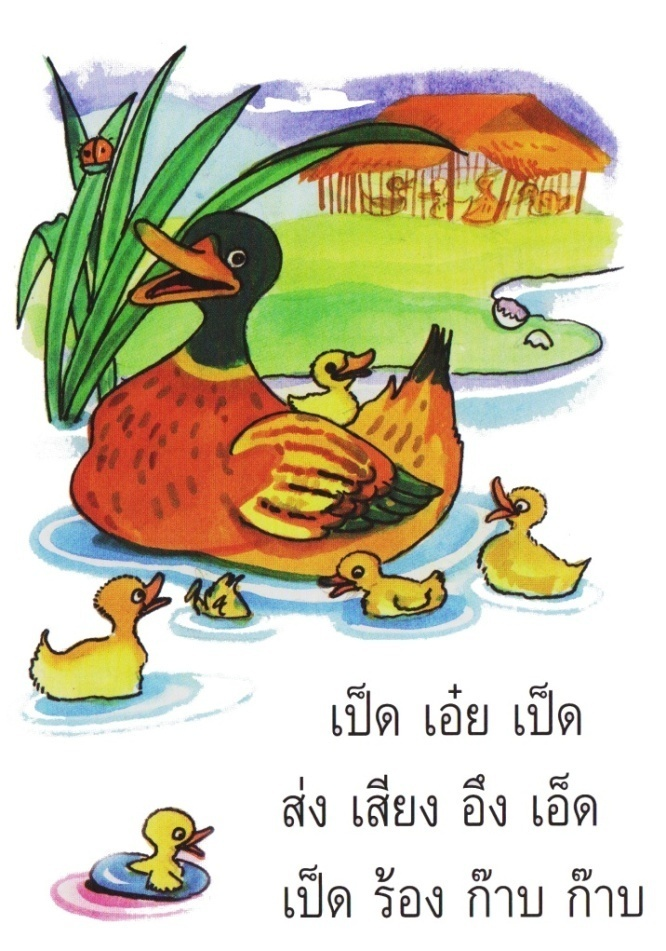 เป็ด เอ๋ย เป็ด
ส่ง เสียง อึง เอ็ด
เป็ด ร้อง ก๊าบ ก๊าบ